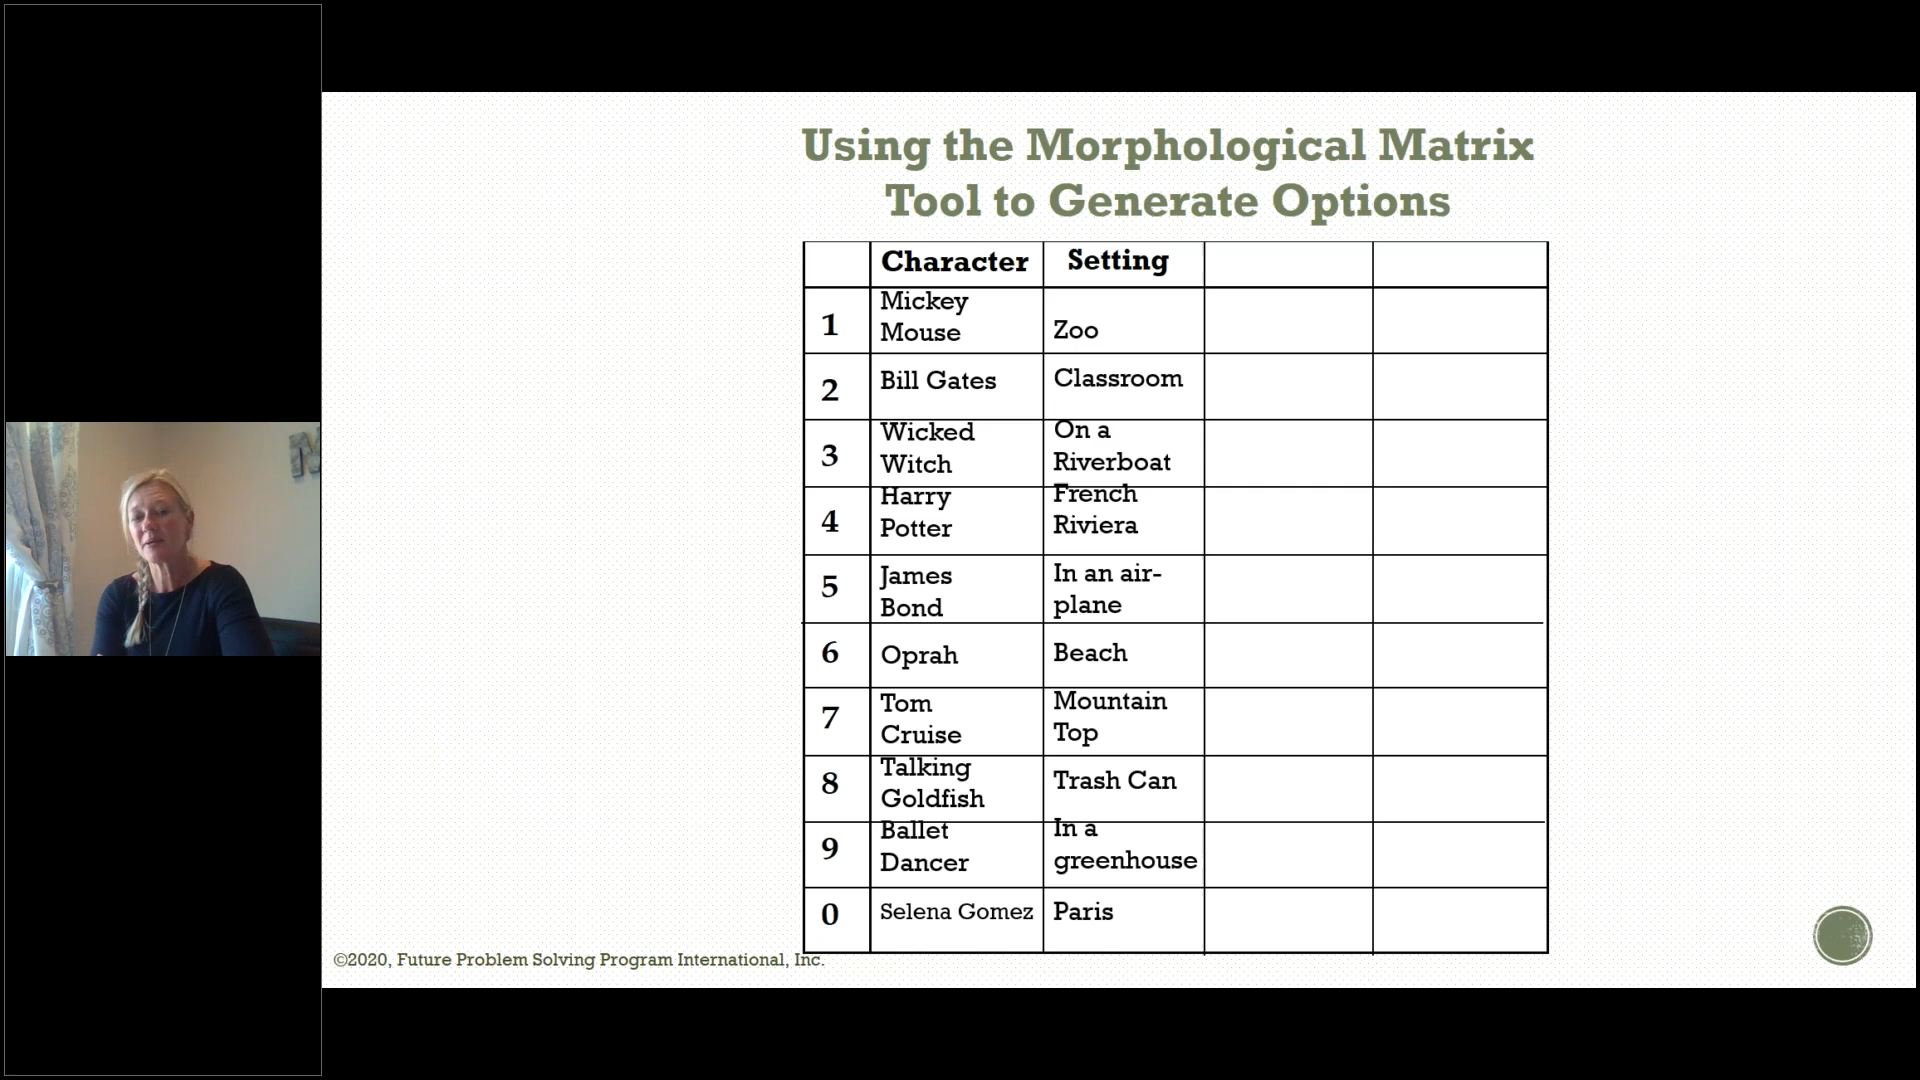 Using the Morphological Matrix
Tool to Generate Options
Character Setting
1 Mickey Mouse Zoo
2 Bill Gates Classroom
3 Wicked Witch On a Riverboat
4 Harry Potter French Riviera
5 James Bond In an air-plane
6 Oprah Beach
7 Tom Cruise Mountain Top
8 Talking Goldfish Trash Can
9 Ballet Dancer In a greenhouse
0 Selena Gomez Paris
©2020, Future Problem Solving Program International, Inc.